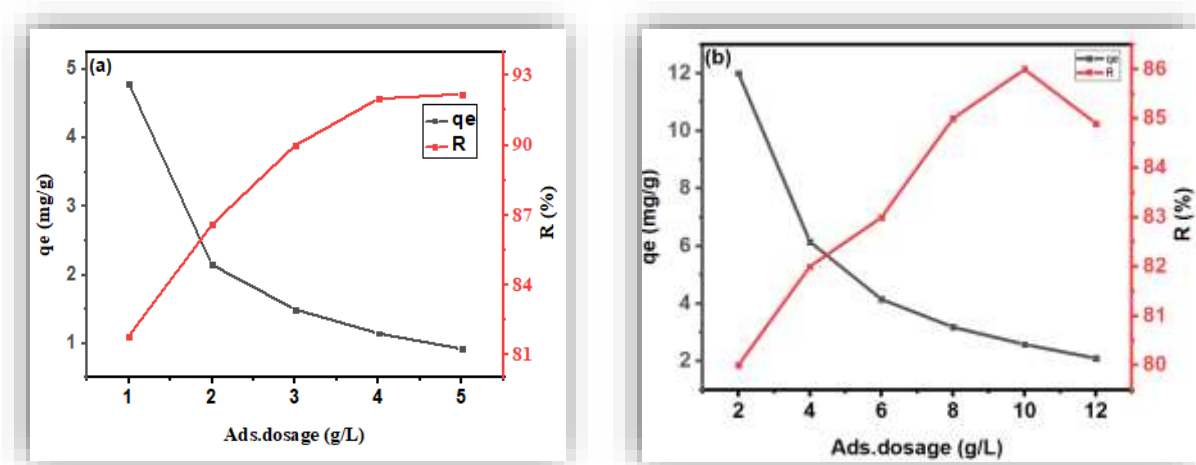 (a)
5
4
3
2
1
qe (mg/g)
93
90
87
84
81
R (%)
qe
R
1 2 3 4 5
Ads.dosage (g/L)
(b)
12
10
8
6
4
2
qe (mg/g)
86
85
84
83
82
81
80
R (%)
qe
R
2 4 6 8 10 12
Ads.dosage (g/L)